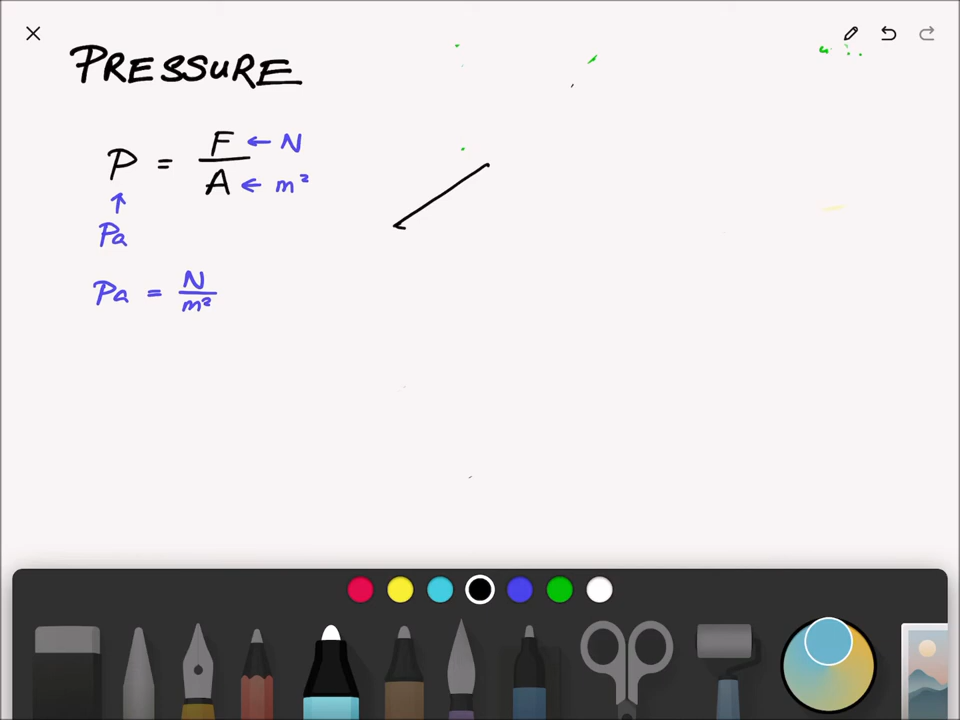 PRESSURE
P = F/A ← N
← m²
↑
Pa
Pa = N/m²